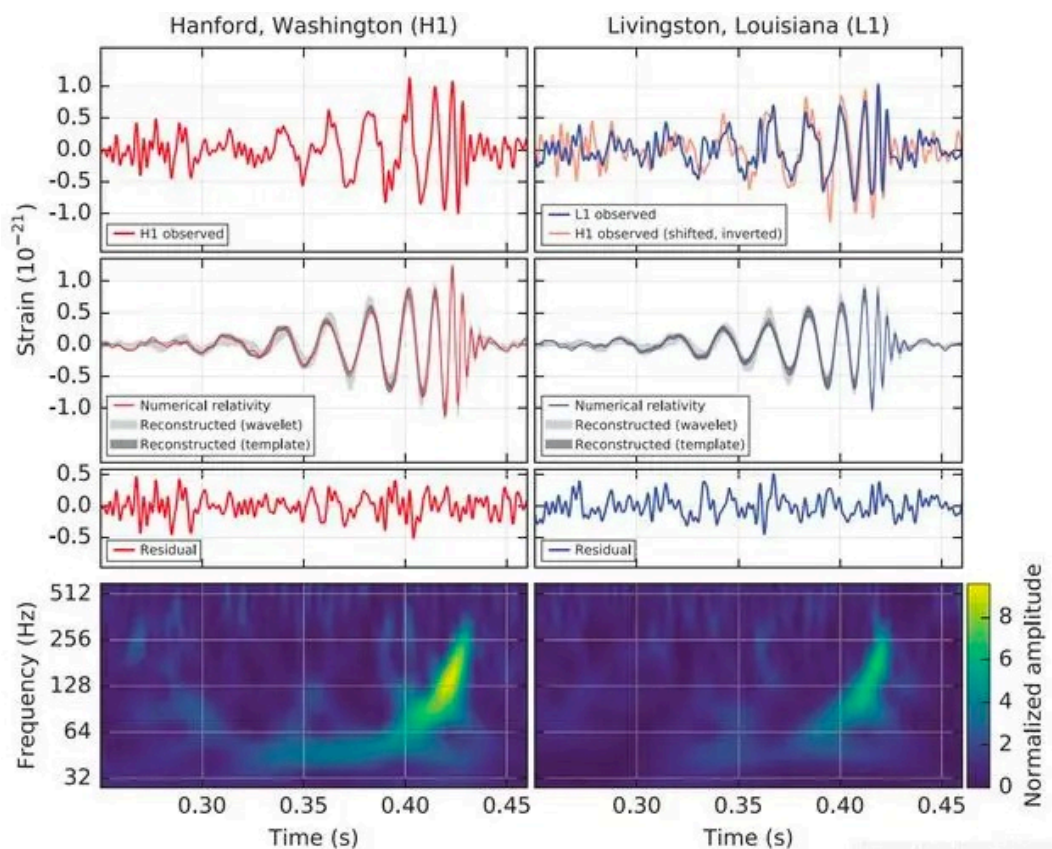 Hanford, Washington (H1)
Livingston, Louisiana (L1)
Strain (10⁻²¹)
1.0
0.5
0.0
-0.5
-1.0
H1 observed
L1 observed
H1 observed (shifted, inverted)
1.0
0.5
0.0
-0.5
-1.0
Numerical relativity
Reconstructed (wavelet)
Reconstructed (template)
Numerical relativity
Reconstructed (wavelet)
Reconstructed (template)
0.5
0.0
-0.5
Residual
Residual
Frequency (Hz)
512
256
128
64
32
8
6
4
2
0
Normalized amplitude
0.30
0.35
0.40
0.45
0.30
0.35
0.40
0.45
Time (s)
Time (s)